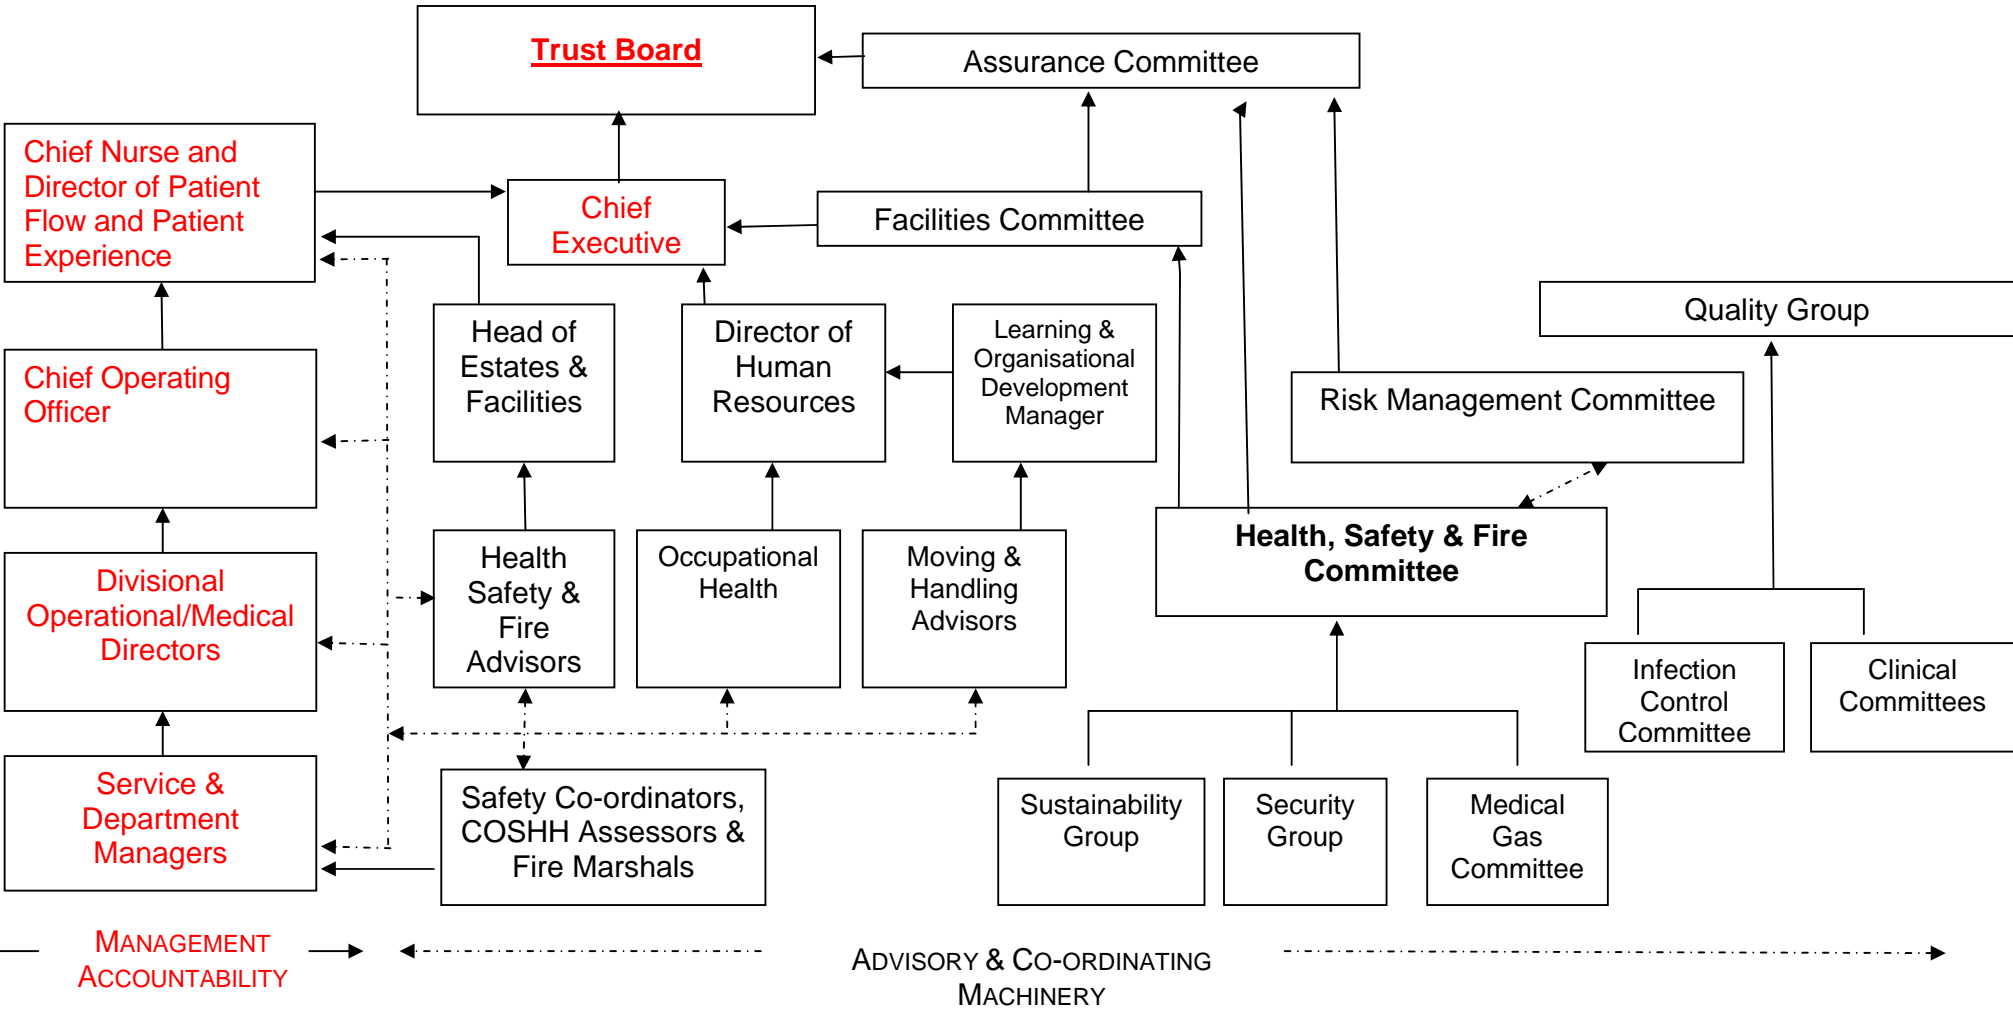 Trust Board
Assurance Committee
Chief Nurse and
Director of Patient
Flow and Patient
Experience
Chief
Executive
Facilities Committee
Quality Group
Head of
Estates &
Facilities
Director of
Human
Resources
Learning &
Organisational
Development
Manager
Chief Operating
Officer
Risk Management Committee
Health, Safety & Fire
Committee
Divisional
Operational/Medical
Directors
Health
Safety &
Fire
Advisors
Occupational
Health
Moving &
Handling
Advisors
Infection
Control
Committee
Clinical
Committees
Service &
Department
Managers
Safety Co-ordinators,
COSHH Assessors &
Fire Marshals
Sustainability
Group
Security
Group
Medical
Gas
Committee
MANAGEMENT
ACCOUNTABILITY
ADVISORY & CO-ORDINATING
MACHINERY